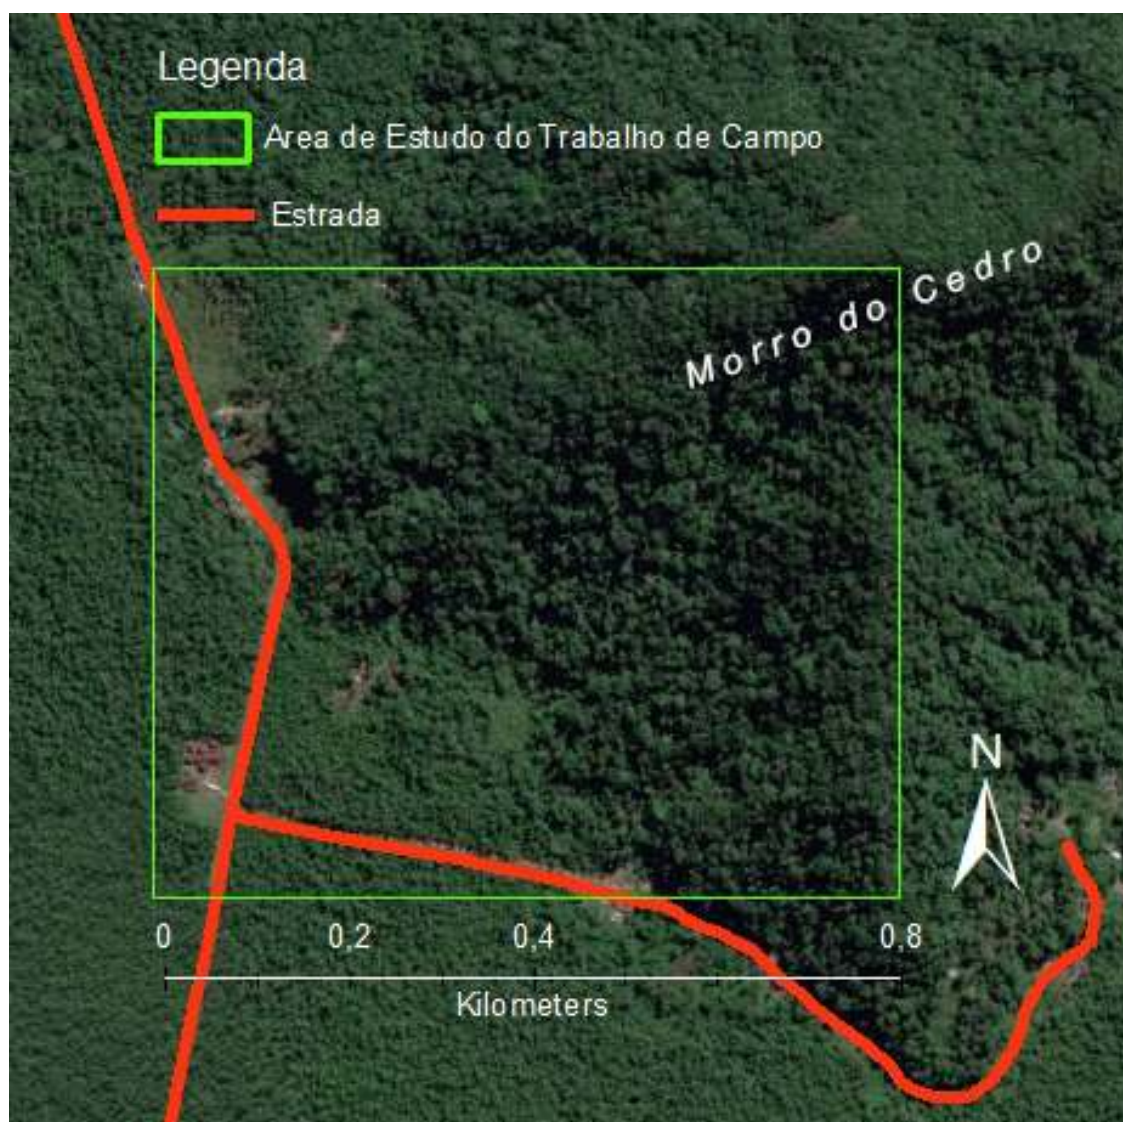 Legenda
Area de Estudo do Trabalho de Campo
Estrada
Morro do Cedro
N
0 0,2 0,4 0,8
Kilometers